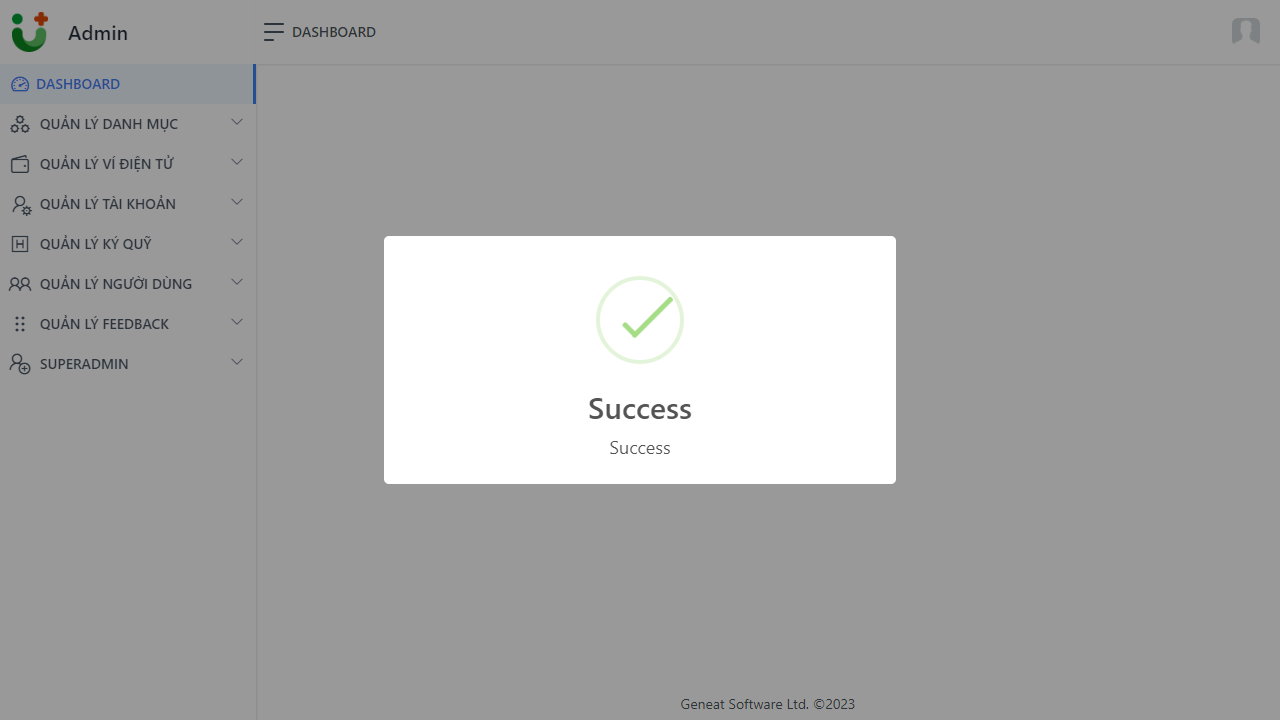 Admin
DASHBOARD
DASHBOARD
QUẢN LÝ DANH MỤC
QUẢN LÝ VÍ ĐIỆN TỬ
QUẢN LÝ TÀI KHOẢN
QUẢN LÝ KÝ QUỸ
QUẢN LÝ NGƯỜI DÙNG
QUẢN LÝ FEEDBACK
SUPERADMIN
Success
Success
Geneat Software Ltd. ©2023